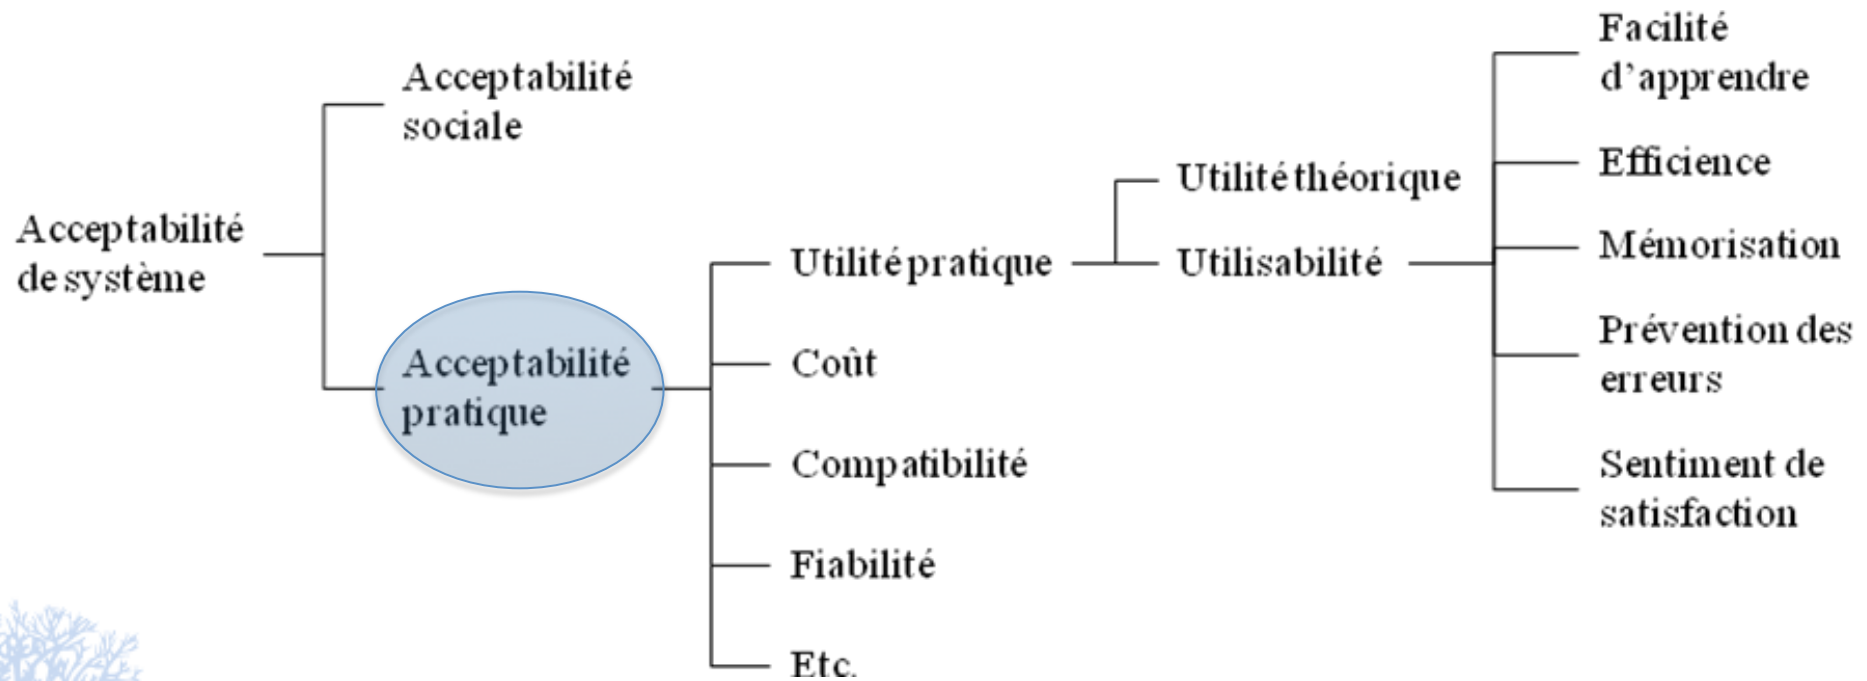 Acceptabilité
de système
Acceptabilité
sociale
Acceptabilité
pratique
Utilité pratique
Coût
Compatibilité
Fiabilité
Etc.
Utilité théorique
Utilisabilité
Facilité
d’apprendre
Efficience
Mémorisation
Prévention des
erreurs
Sentiment de
satisfaction